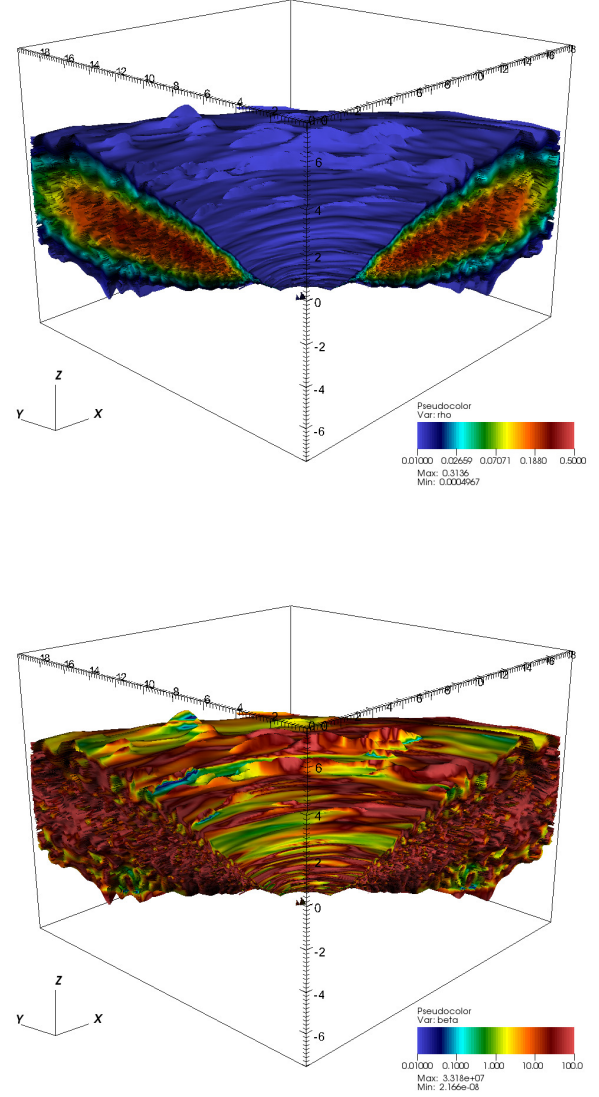 18 16 14 12 10 8 6 4 2 0.0 2 4 6 8 0 12 14 16 18
6
4
2
0
-2
-4
-6
Z
Y X
Pseudocolor
Var: rho
0.01000 0.02659 0.07071 0.1880 0.5000
Max: 0.3136
Min: 0.0004967
18 16 14 12 10 8 6 4 2 0.0 2 4 6 8 0 12 14 16 18
6
4
2
0
-2
-4
-6
Z
Y X
Pseudocolor
Var: beta
0.01000 0.1000 1.000 10.00 100.0
Max: 3.318e+07
Min: 2.166e-08